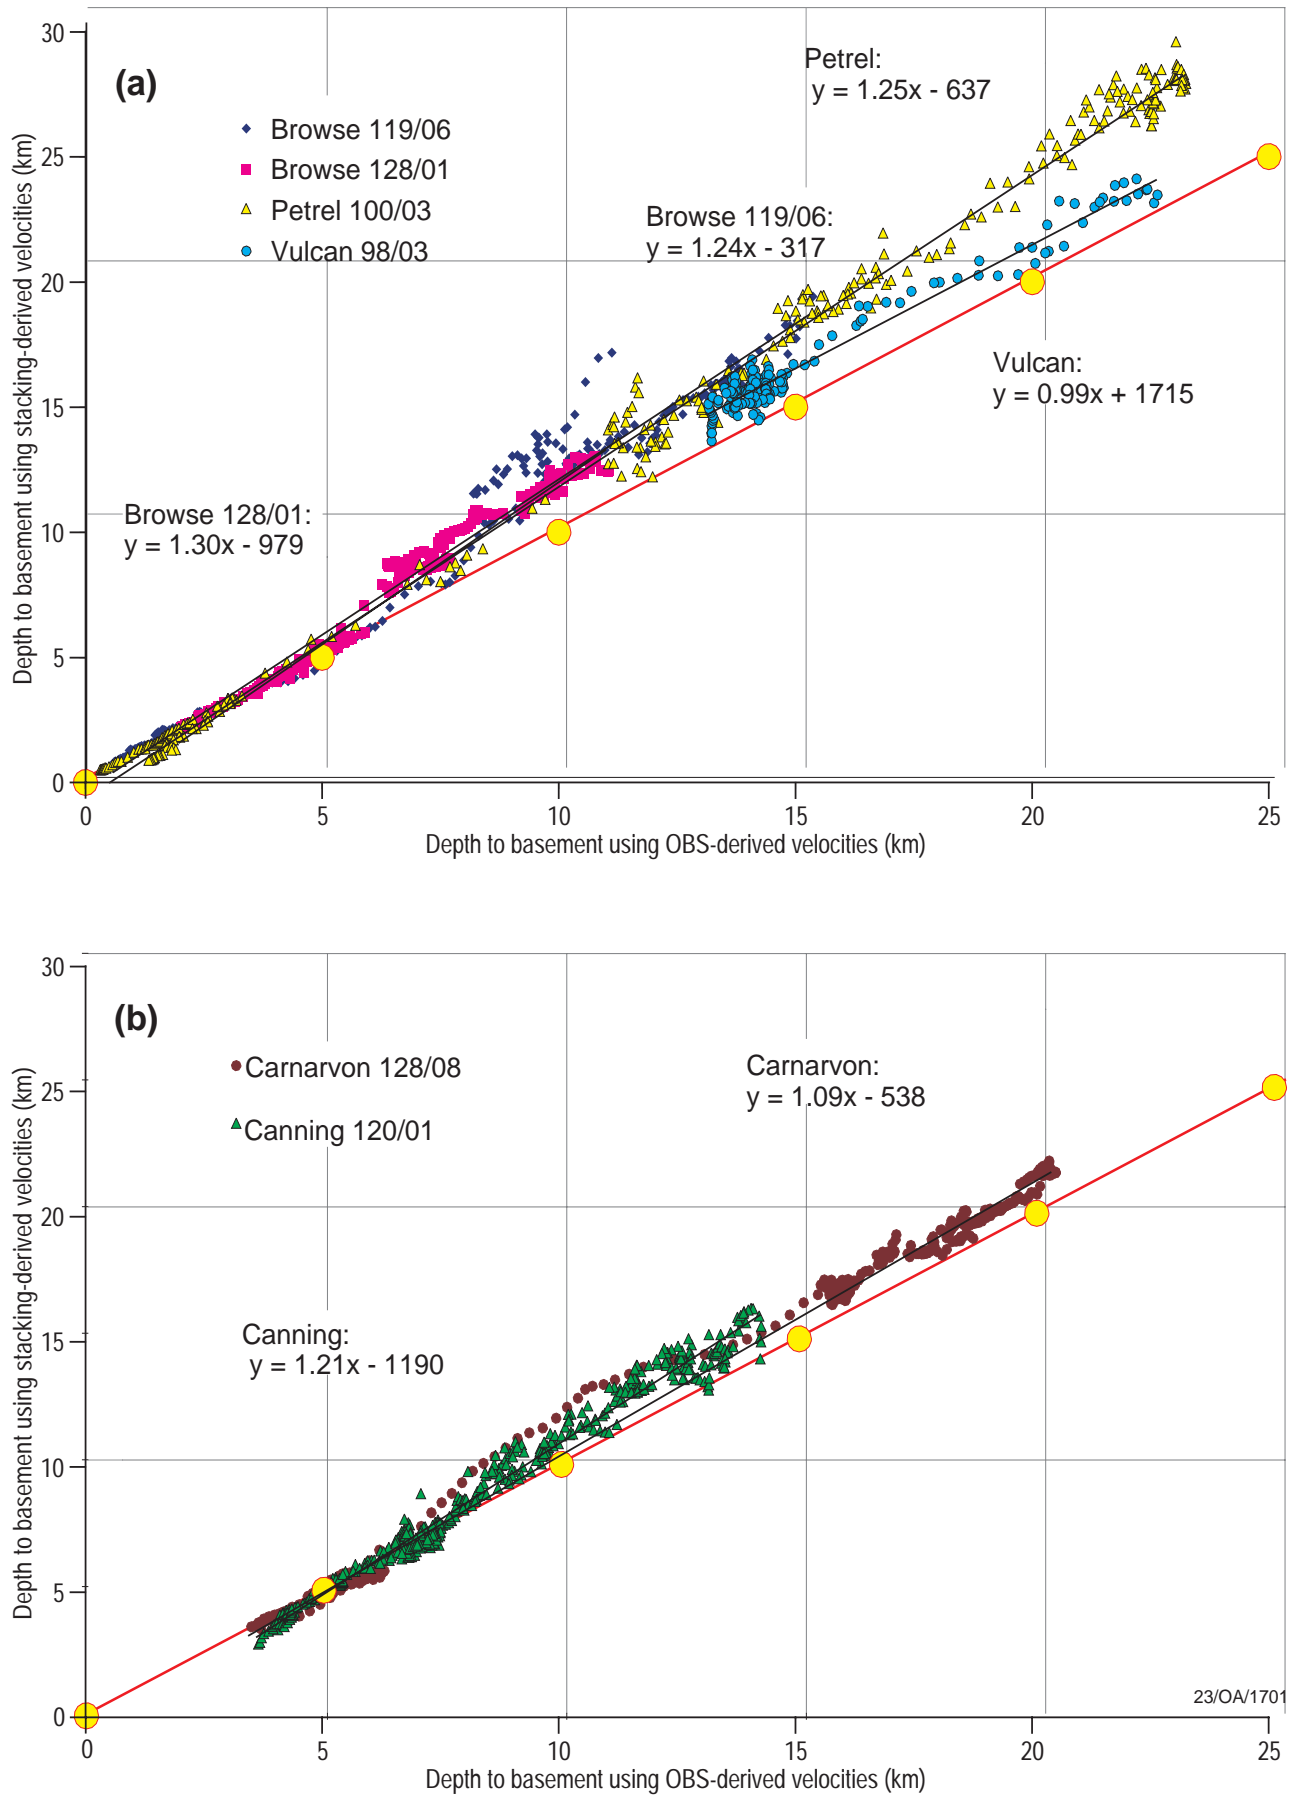 30
(a)
Petrel:
y = 1.25x - 637
Browse 119/06
Browse 128/01
Petrel 100/03
Vulcan 98/03
25
Browse 119/06:
y = 1.24x - 317
20
Vulcan:
y = 0.99x + 1715
15
Browse 128/01:
y = 1.30x - 979
10
5
0
Depth to basement using stacking-derived velocities (km)
0 5 10 15 20 25
Depth to basement using OBS-derived velocities (km)
30
(b)
Carnarvon 128/08
Canning 120/01
Carnarvon:
y = 1.09x - 538
25
20
Canning:
y = 1.21x - 1190
15
10
5
0
Depth to basement using stacking-derived velocities (km)
23/OA/1701
0 5 10 15 20 25
Depth to basement using OBS-derived velocities (km)